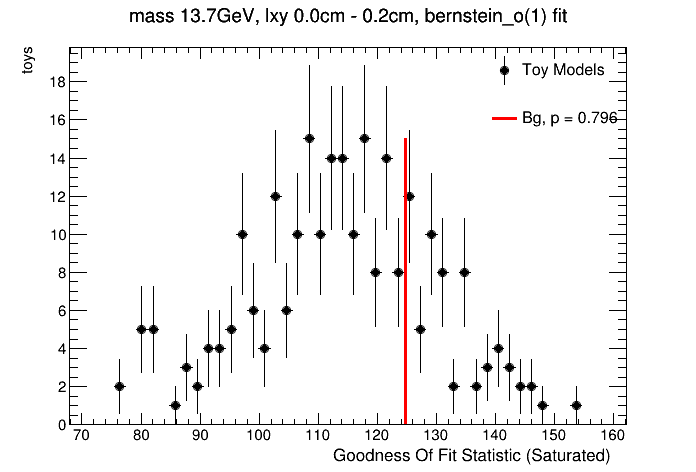 mass 13.7GeV, lxy 0.0cm - 0.2cm, bernstein_o(1) fit
toys
Toy Models
Bg, p = 0.796
18
16
14
12
10
8
6
4
2
0
70 80 90 100 110 120 130 140 150 160
Goodness Of Fit Statistic (Saturated)